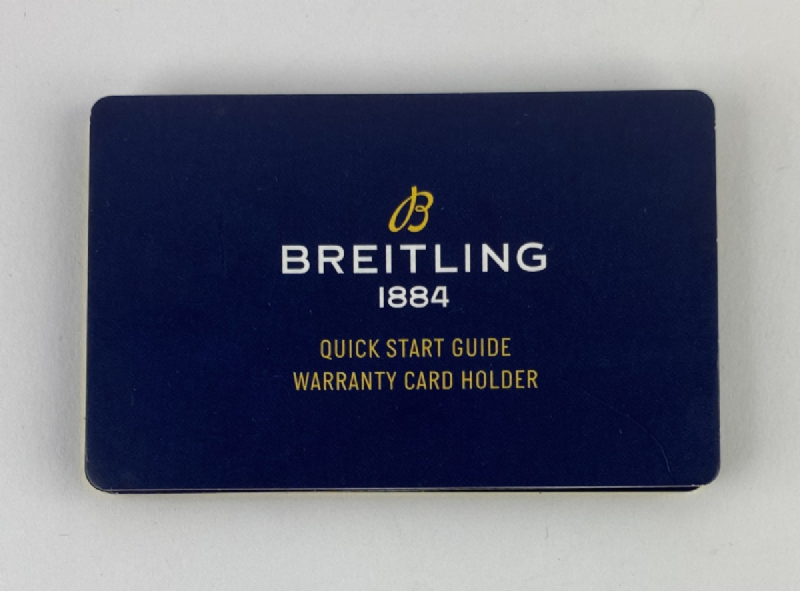 B
BREITLING
1884
QUICK START GUIDE
WARRANTY CARD HOLDER